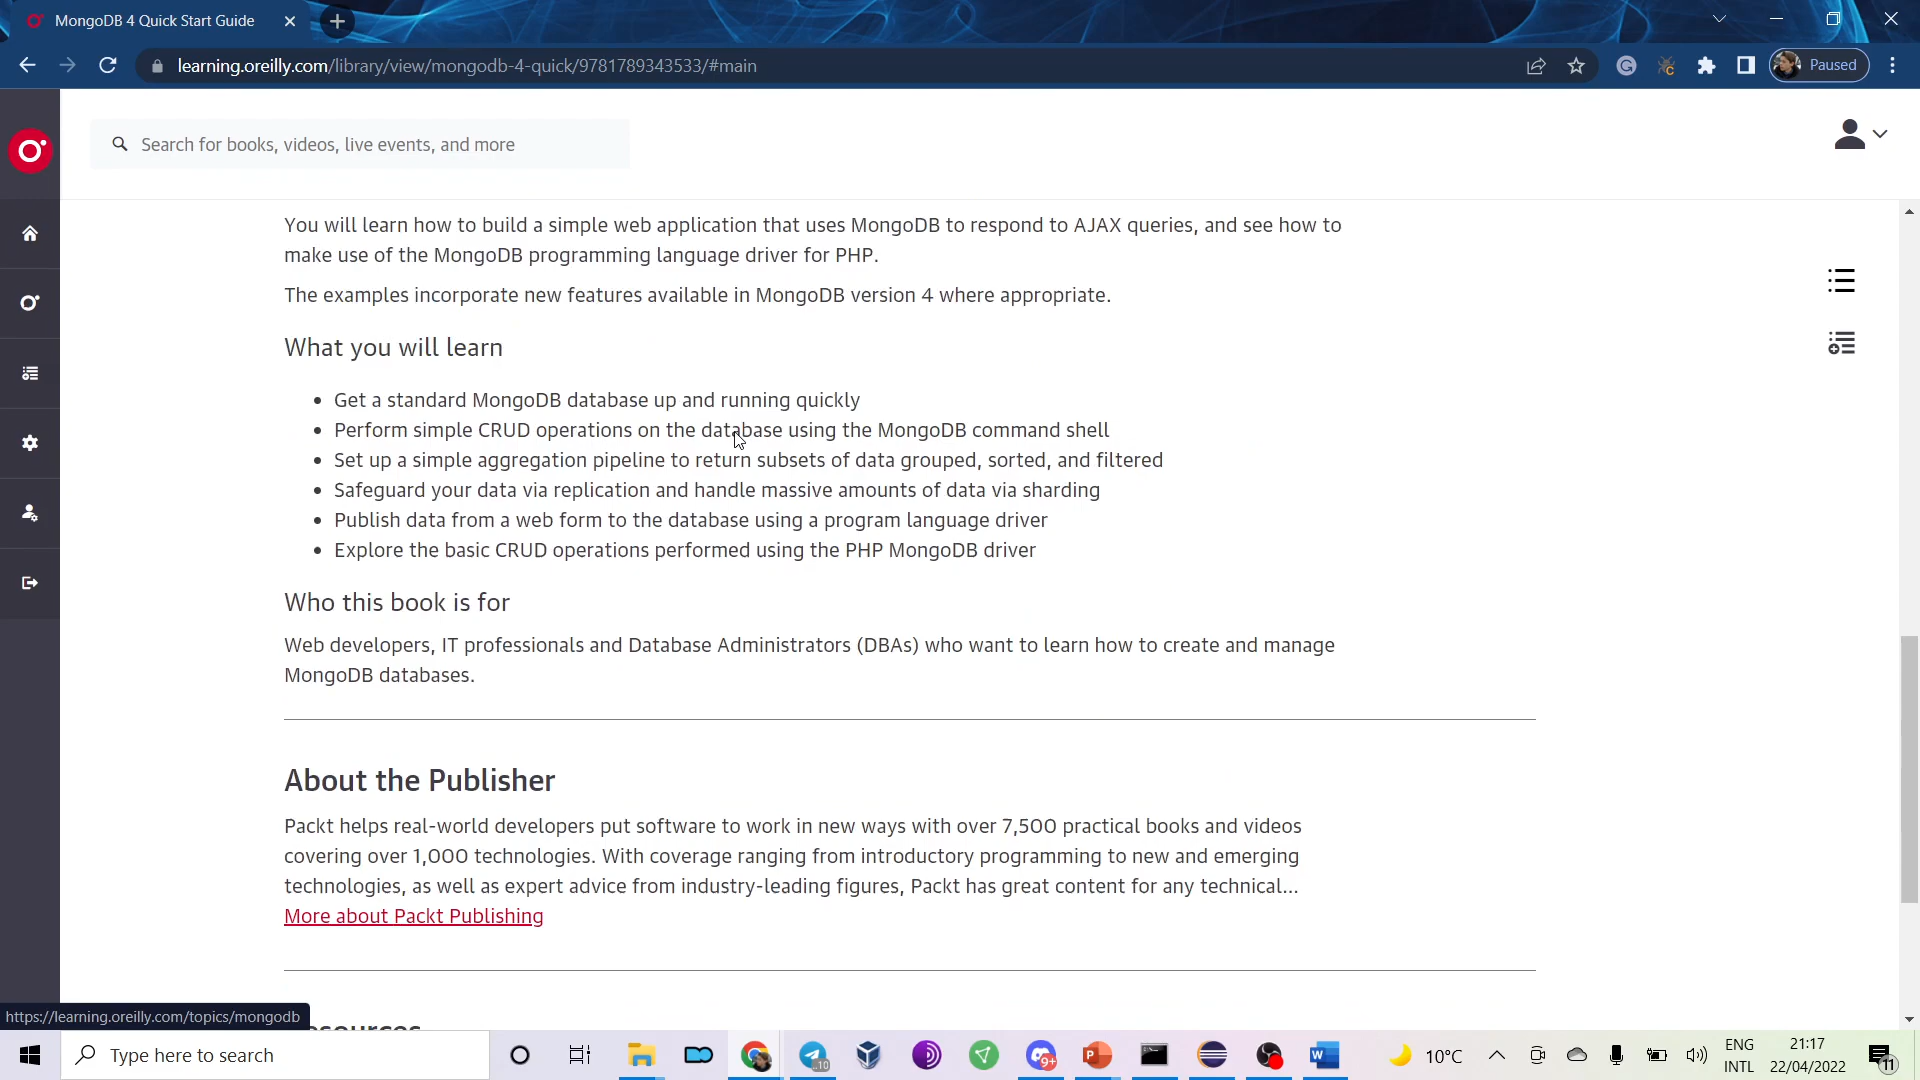 MongoDB 4 Quick Start Guide
learning.oreilly.com/library/view/mongodb-4-quick/9781789343533/#main
Paused
Search for books, videos, live events, and more
You will learn how to build a simple web application that uses MongoDB to respond to AJAX queries, and see how to
make use of the MongoDB programming language driver for PHP.
The examples incorporate new features available in MongoDB version 4 where appropriate.
What you will learn
Get a standard MongoDB database up and running quickly
Perform simple CRUD operations on the database using the MongoDB command shell
Set up a simple aggregation pipeline to return subsets of data grouped, sorted, and filtered
Safeguard your data via replication and handle massive amounts of data via sharding
Publish data from a web form to the database using a program language driver
Explore the basic CRUD operations performed using the PHP MongoDB driver
Who this book is for
Web developers, IT professionals and Database Administrators (DBAs) who want to learn how to create and manage
MongoDB databases.
About the Publisher
Packt helps real-world developers put software to work in new ways with over 7,500 practical books and videos
covering over 1,000 technologies. With coverage ranging from introductory programming to new and emerging
technologies, as well as expert advice from industry-leading figures, Packt has great content for any technical...
More about Packt Publishing
https://learning.oreilly.com/topics/mongodb
Type here to search
..10
9+
10°C
ENG
INTL
21:17
22/04/2022
11